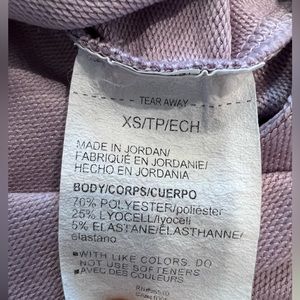 TEAR AWAY
XS/TP/ECH
MADE IN JORDAN/
FABRIQUÉ EN JORDANIE/
HECHO EN JORDANIA
BODY/CORPS/CUERPO
70% POLYESTER/poliéster
25% LYOCELL/lyocell
5% ELASTANE/ÉLASTHANNE/
elastano
WITH LIKE COLORS. DO
NOT USE SOFTENERS
AVEC DES COULEURS